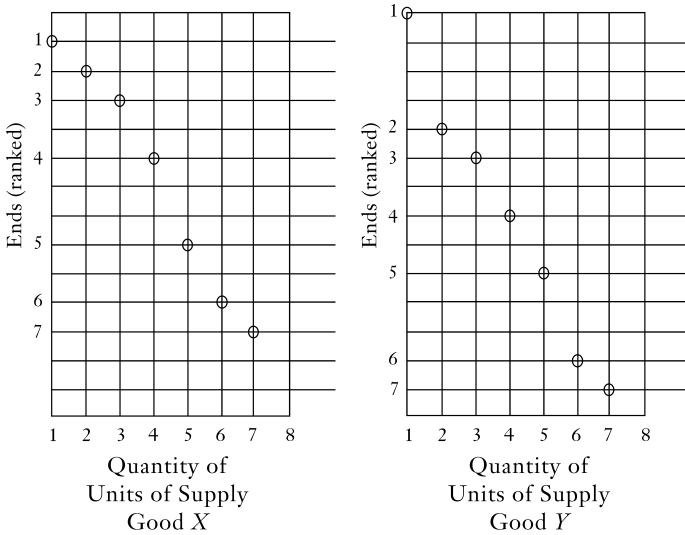 Ends (ranked)
1
2
3
4
5
6
7
1 2 3 4 5 6 7 8
Quantity of
Units of Supply
Good X
Ends (ranked)
1
2
3
4
5
6
7
1 2 3 4 5 6 7 8
Quantity of
Units of Supply
Good Y